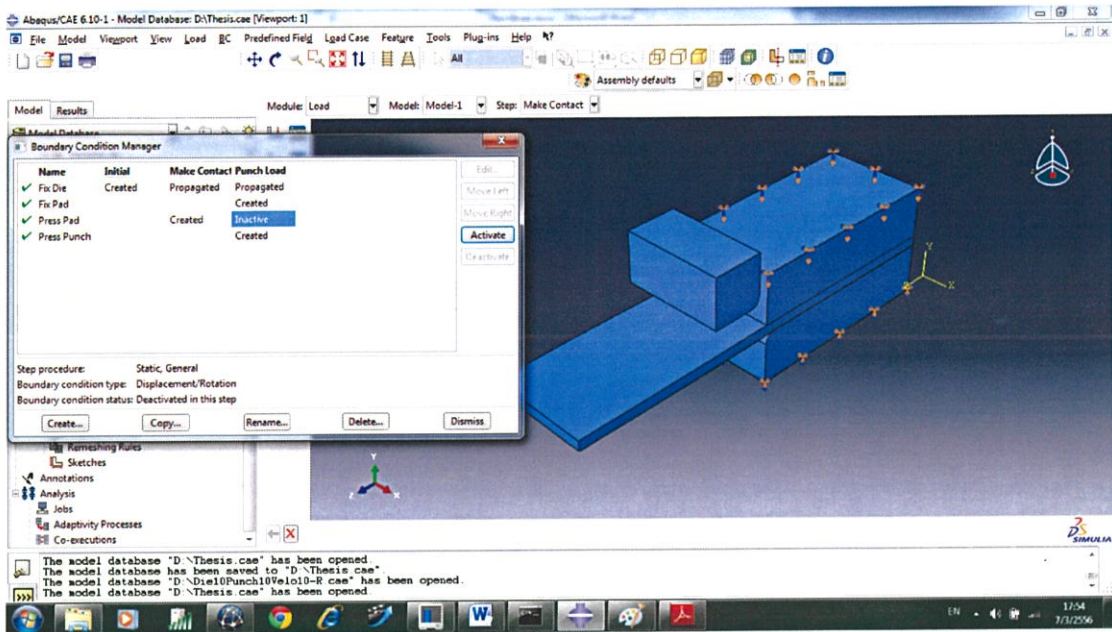 Abaqus/CAE 6.10-1 - Model Database: D:\Thesis.cae [Viewport: 1]
File Model Viewport View Load BC Predefined Field Load Case Feature Tools Plug-ins Help
All
Assembly defaults
Model Results
Module: Load Model: Model-1 Step: Make Contact
Model Database
Boundary Condition Manager
Name Initial Make Contact Punch Load
Fix Die Created Propagated Propagated
Fix Pad Created
Press Pad Created Inactive
Press Punch Created
Edit...
Move Left
Move Right
Activate
Deactivate
Step procedure: Static, General
Boundary condition type: Displacement/Rotation
Boundary condition status: Deactivated in this step
Create... Copy... Rename... Delete... Dismiss
Remeshing Rules
Sketches
Annotations
Analysis
Jobs
Adaptivity Processes
Co-executions
Y
X
Y
Z X
SIMULIA
The model database "D:\Thesis.cae" has been opened.
The model database has been saved to "D:\Thesis.cae".
The model database "D:\Die10Punch10Velo10-R.cae" has been opened.
The model database "D:\Thesis.cae" has been opened.
EN
17:54
7/3/2556